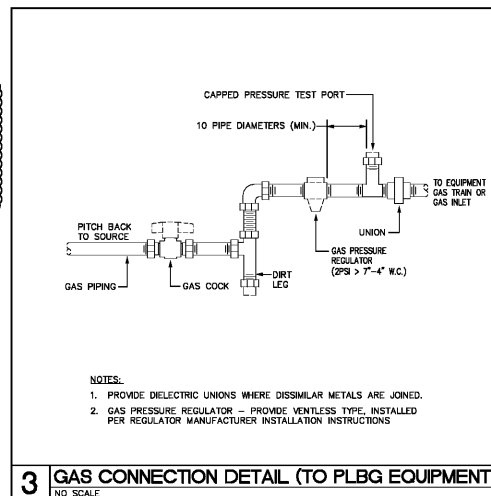 CAPPED PRESSURE TEST PORT
10 PIPE DIAMETERS (MIN.)
TO EQUIPMENT
GAS TRAIN OR
GAS INLET
UNION
PITCH BACK
TO SOURCE
GAS PRESSURE
REGULATOR
(2PSI > 7"-4" W.C.)
DIRT
LEG
GAS PIPING
GAS COCK
NOTES:
1. PROVIDE DIELECTRIC UNIONS WHERE DISSIMILAR METALS ARE JOINED.
2. GAS PRESSURE REGULATOR – PROVIDE VENTLESS TYPE, INSTALLED
PER REGULATOR MANUFACTURER INSTALLATION INSTRUCTIONS
3 GAS CONNECTION DETAIL (TO PLBG EQUIPMENT
NO SCALE